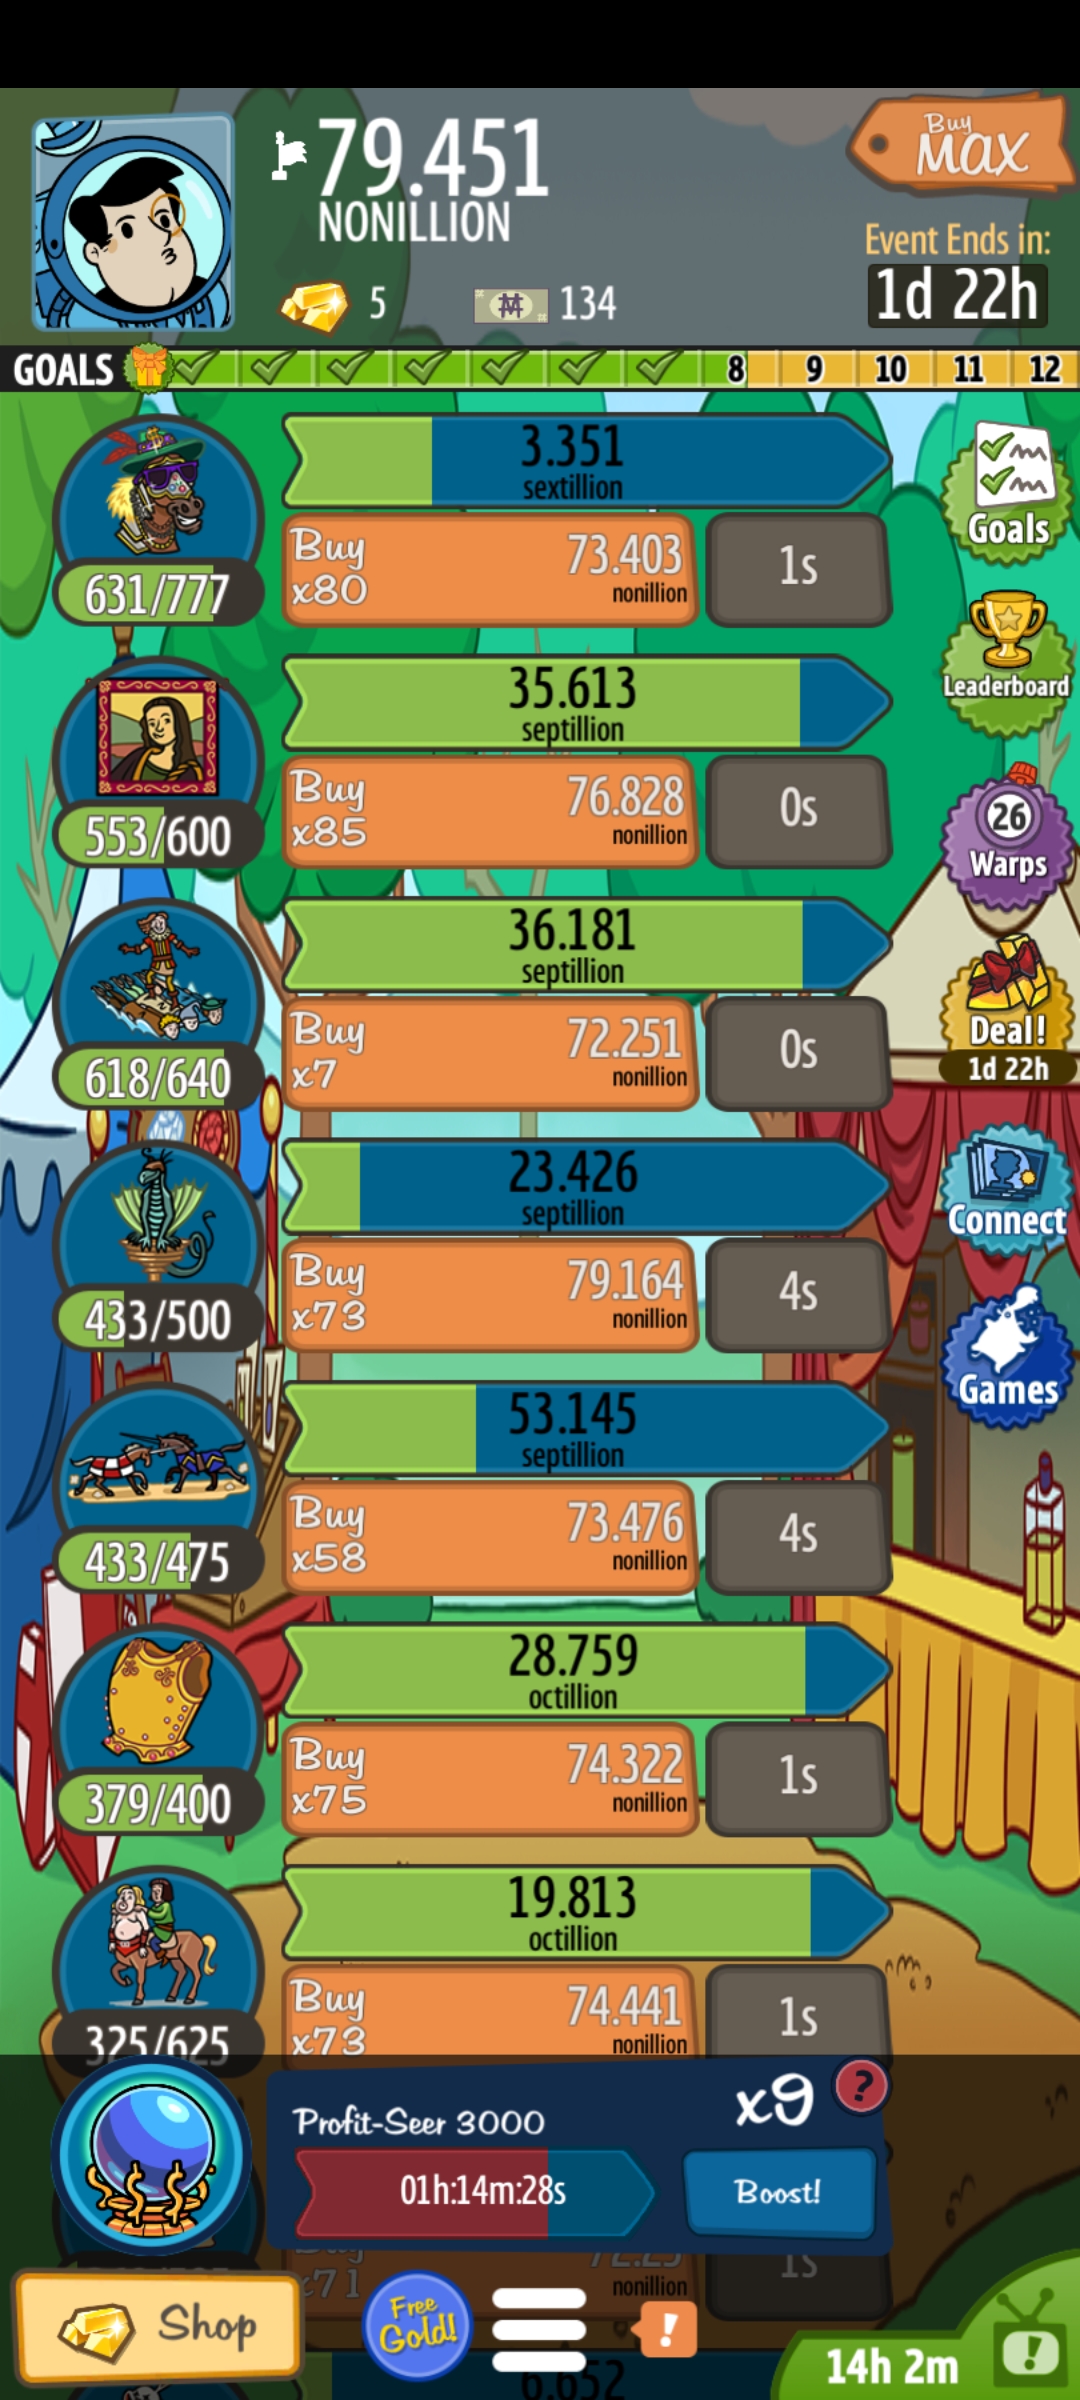 79.451
NONILLION
Buy
MAX
5
134
Event Ends in:
1d 22h
GOALS
8 9 10 11 12
3.351
sextillion
Buy
x80
73.403
nonillion
1s
631/777
Goals
Leaderboard
35.613
septillion
Buy
x85
76.828
nonillion
0s
553/600
26
Warps
36.181
septillion
Buy
x7
72.251
nonillion
0s
618/640
Deal!
1d 22h
23.426
septillion
Buy
x73
79.164
nonillion
4s
433/500
Connect
53.145
septillion
Buy
x58
73.476
nonillion
4s
433/475
Games
28.759
octillion
Buy
x75
74.322
nonillion
1s
379/400
19.813
octillion
Buy
x73
74.441
nonillion
1s
325/625
Profit-Seer 3000
x9
?
01h:14m:28s
Boost!
x71
nonillion
1s
Shop
Free
Gold!
!
14h 2m
!
6.652